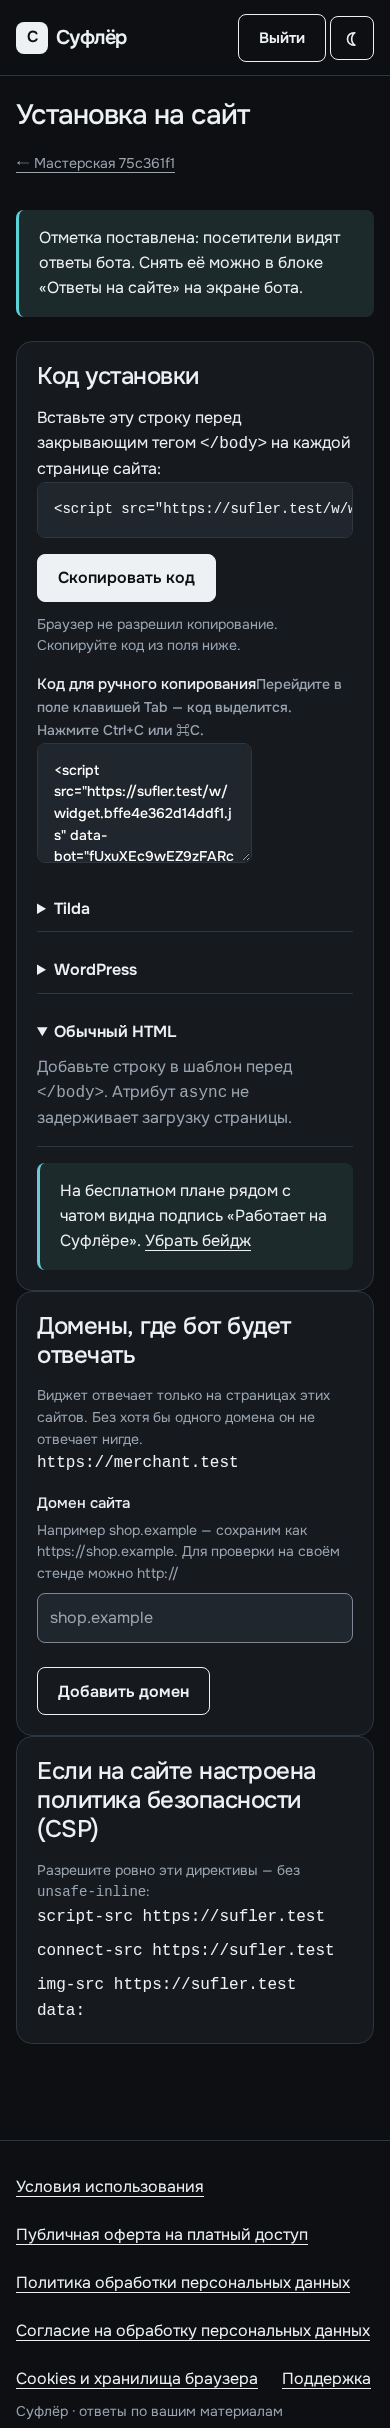 С Суфлёр Выйти
Установка на сайт
← Мастерская 75c361f1
Отметка поставлена: посетители видят
ответы бота. Снять её можно в блоке
«Ответы на сайте» на экране бота.
Код установки
Вставьте эту строку перед
закрывающим тегом </body> на каждой
странице сайта:
<script src="https://sufler.test/w/w
Скопировать код
Браузер не разрешил копирование.
Скопируйте код из поля ниже.
Код для ручного копированияПерейдите в
поле клавишей Tab — код выделится.
Нажмите Ctrl+C или ⌘C.
<script
src="https://sufler.test/w/
widget.bffe4e362d14ddf1.j
s" data-
bot="fUxuXEc9wEZ9zFARc
Tilda
WordPress
Обычный HTML
Добавьте строку в шаблон перед
</body>. Атрибут async не
задерживает загрузку страницы.
На бесплатном плане рядом с
чатом видна подпись «Работает на
Суфлёре». Убрать бейдж
Домены, где бот будет
отвечать
Виджет отвечает только на страницах этих
сайтов. Без хотя бы одного домена он не
отвечает нигде.
https://merchant.test
Домен сайта
Например shop.example — сохраним как
https://shop.example. Для проверки на своём
стенде можно http://
shop.example
Добавить домен
Если на сайте настроена
политика безопасности
(CSP)
Разрешите ровно эти директивы — без
unsafe-inline:
script-src https://sufler.test
connect-src https://sufler.test
img-src https://sufler.test
data:
Условия использования
Публичная оферта на платный доступ
Политика обработки персональных данных
Согласие на обработку персональных данных
Cookies и хранилища браузера Поддержка
Суфлёр · ответы по вашим материалам